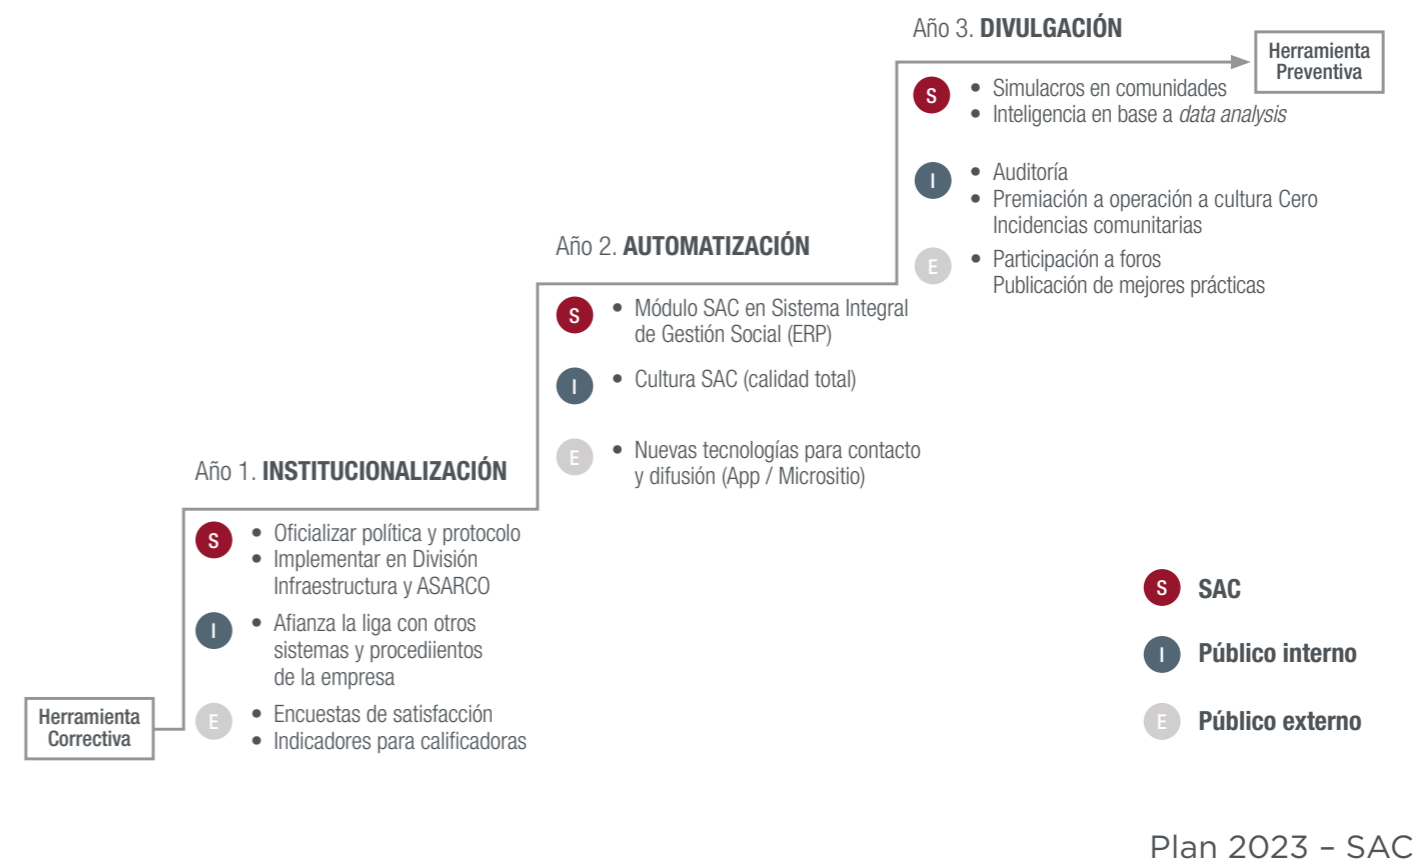 Año 3. DIVULGACIÓN
Herramienta
Preventiva
S
• Simulacros en comunidades
• Inteligencia en base a data analysis
I
• Auditoría
• Premiación a operación a cultura Cero
Incidencias comunitarias
E
• Participación a foros
Publicación de mejores prácticas
Año 2. AUTOMATIZACIÓN
S
• Módulo SAC en Sistema Integral
de Gestión Social (ERP)
I
• Cultura SAC (calidad total)
E
• Nuevas tecnologías para contacto
y difusión (App / Micrositio)
Año 1. INSTITUCIONALIZACIÓN
S
• Oficializar política y protocolo
• Implementar en División
Infraestructura y ASARCO
I
• Afianza la liga con otros
sistemas y procediientos
de la empresa
E
• Encuestas de satisfacción
• Indicadores para calificadoras
Herramienta
Correctiva
S SAC
I Público interno
E Público externo
Plan 2023 – SAC